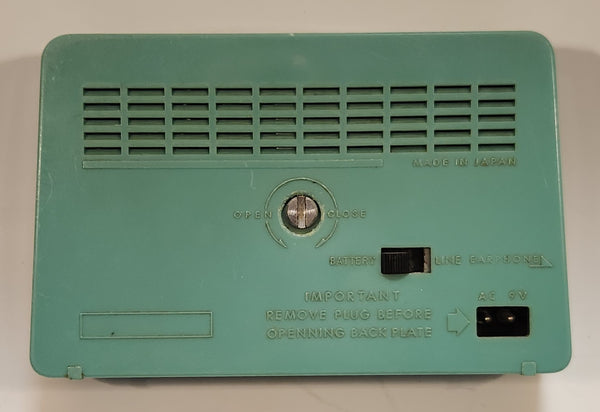 MADE IN JAPAN
OPEN CLOSE
BATTERY LINE EARPHONE
IMPORTANT
REMOVE PLUG BEFORE
OPENNING BACK PLATE
AC 9V